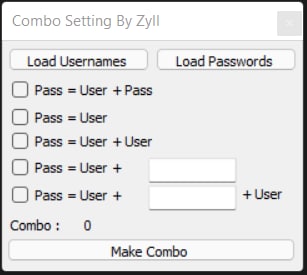 Combo Setting By Zyll
Load Usernames Load Passwords
Pass = User + Pass
Pass = User
Pass = User + User
Pass = User +
Pass = User + + User
Combo : 0
Make Combo